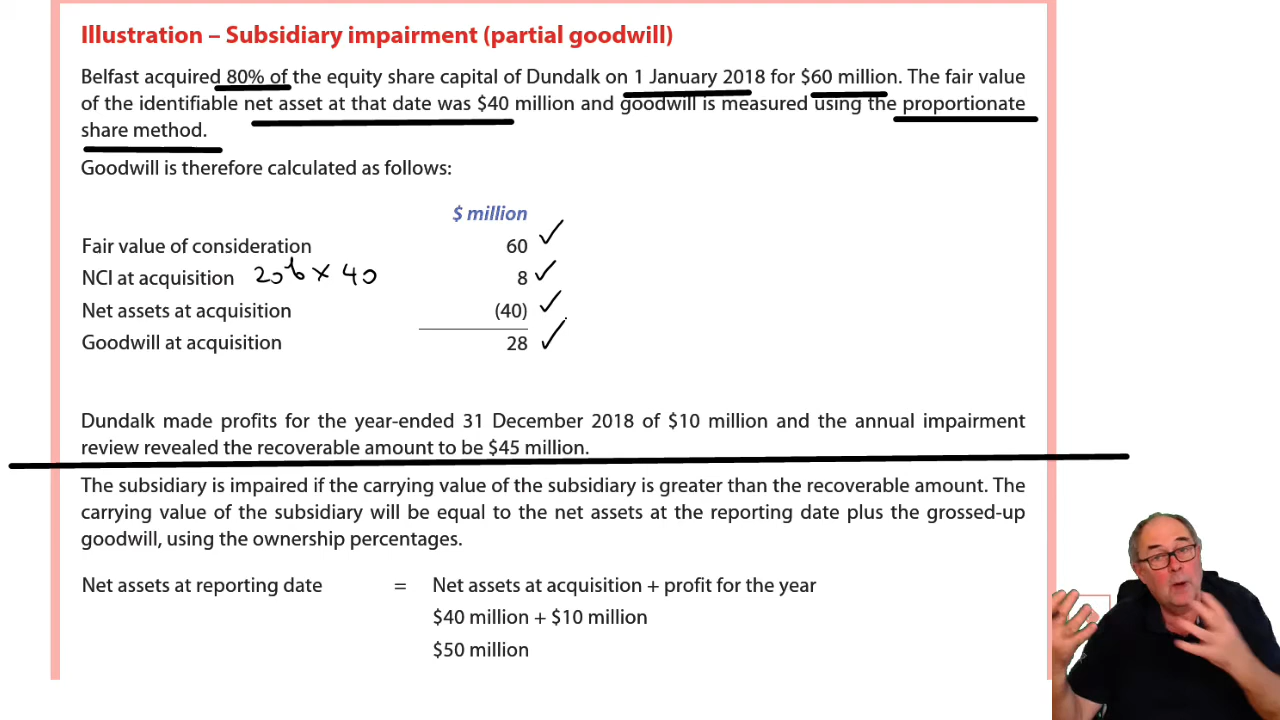 Illustration – Subsidiary impairment (partial goodwill)
Belfast acquired 80% of the equity share capital of Dundalk on 1 January 2018 for $60 million. The fair value
of the identifiable net asset at that date was $40 million and goodwill is measured using the proportionate
share method.
Goodwill is therefore calculated as follows:
$ million
Fair value of consideration 60
NCI at acquisition 20% × 40 8
Net assets at acquisition (40)
Goodwill at acquisition 28
Dundalk made profits for the year-ended 31 December 2018 of $10 million and the annual impairment
review revealed the recoverable amount to be $45 million.
The subsidiary is impaired if the carrying value of the subsidiary is greater than the recoverable amount. The
carrying value of the subsidiary will be equal to the net assets at the reporting date plus the grossed-up
goodwill, using the ownership percentages.
Net assets at reporting date = Net assets at acquisition + profit for the year
$40 million + $10 million
$50 million